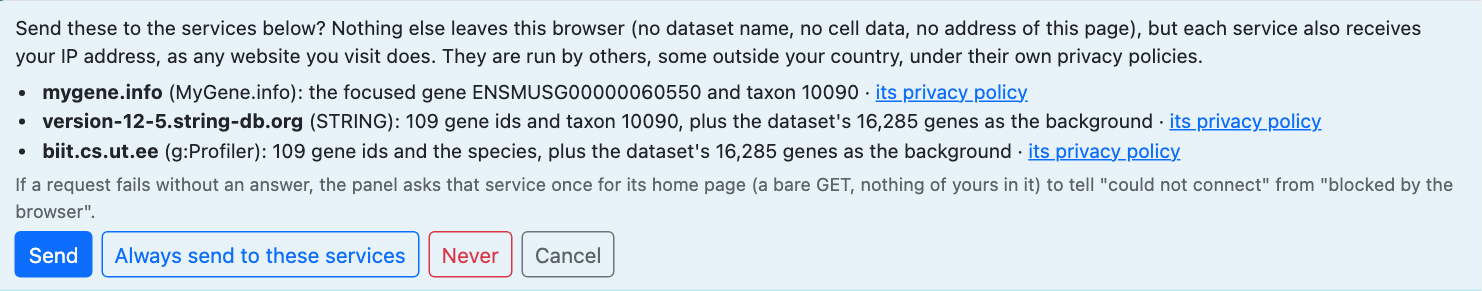 Send these to the services below? Nothing else leaves this browser (no dataset name, no cell data, no address of this page), but each service also receives
your IP address, as any website you visit does. They are run by others, some outside your country, under their own privacy policies.
• mygene.info (MyGene.info): the focused gene ENSMUSG00000060550 and taxon 10090 · its privacy policy
• version-12-5.string-db.org (STRING): 109 gene ids and taxon 10090, plus the dataset's 16,285 genes as the background · its privacy policy
• biit.cs.ut.ee (g:Profiler): 109 gene ids and the species, plus the dataset's 16,285 genes as the background · its privacy policy
If a request fails without an answer, the panel asks that service once for its home page (a bare GET, nothing of yours in it) to tell "could not connect" from "blocked by the
browser".
Send Always send to these services Never Cancel